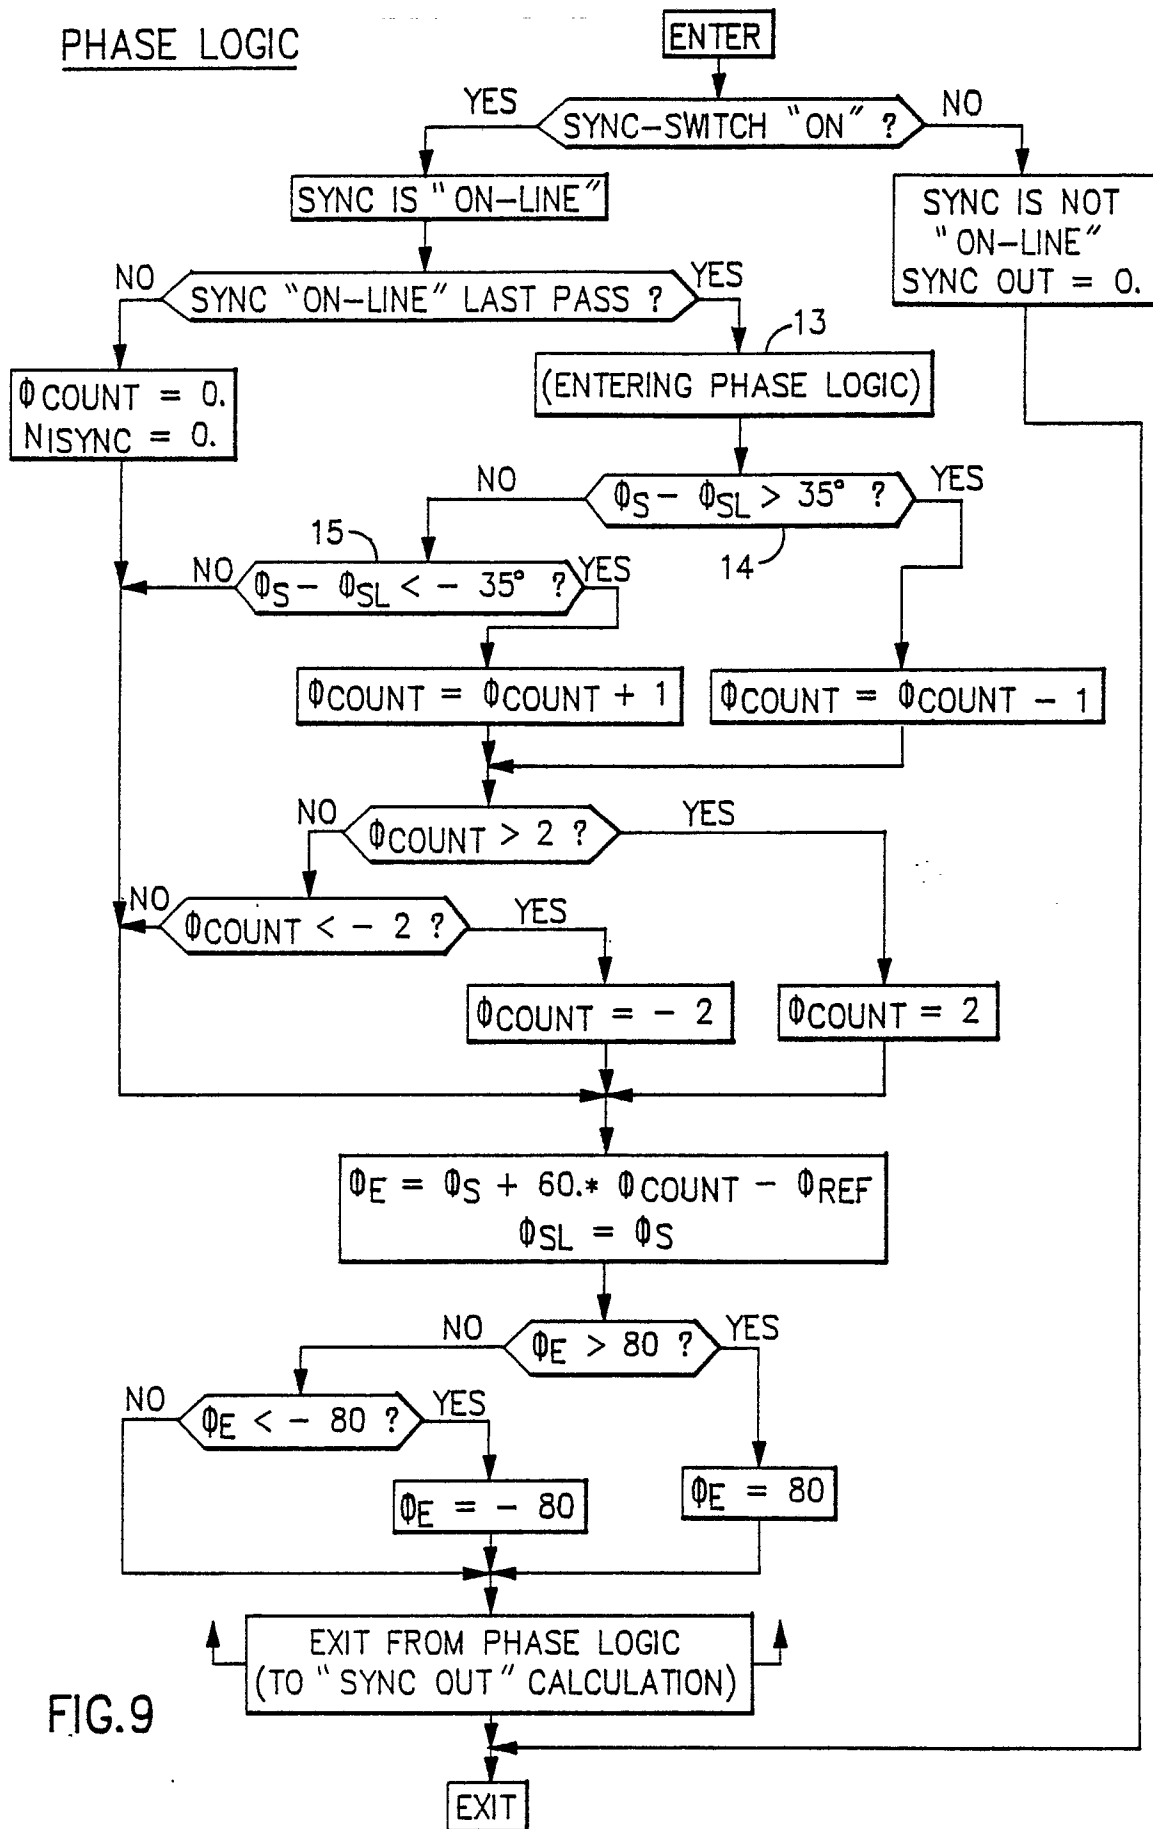 PHASE LOGIC
ENTER
YES
SYNC-SWITCH "ON" ?
NO
SYNC IS "ON-LINE"
SYNC IS NOT
"ON-LINE"
SYNC OUT = 0.
NO
SYNC "ON-LINE" LAST PASS ?
YES
13
(ENTERING PHASE LOGIC)
ΦCOUNT = 0.
NISYNC = 0.
NO
ΦS - ΦSL > 35° ?
YES
14
15
NO
ΦS - ΦSL < - 35° ?
YES
ΦCOUNT = ΦCOUNT + 1
ΦCOUNT = ΦCOUNT - 1
NO
ΦCOUNT > 2 ?
YES
NO
ΦCOUNT < - 2 ?
YES
ΦCOUNT = - 2
ΦCOUNT = 2
ΦE = ΦS + 60.* ΦCOUNT - ΦREF
ΦSL = ΦS
NO
ΦE > 80 ?
YES
NO
ΦE < - 80 ?
YES
ΦE = - 80
ΦE = 80
EXIT FROM PHASE LOGIC
(TO "SYNC OUT" CALCULATION)
FIG.9
EXIT